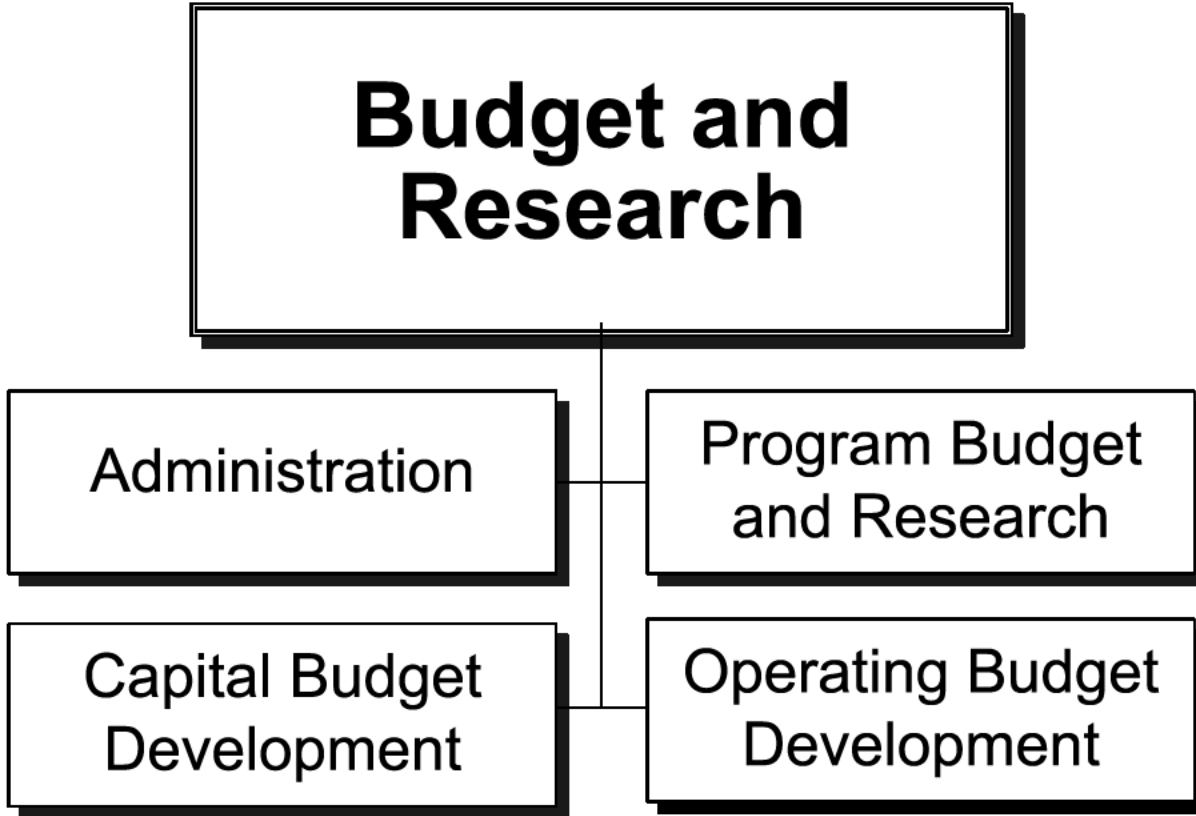 Budget and
Research
Administration
Program Budget
and Research
Capital Budget
Development
Operating Budget
Development